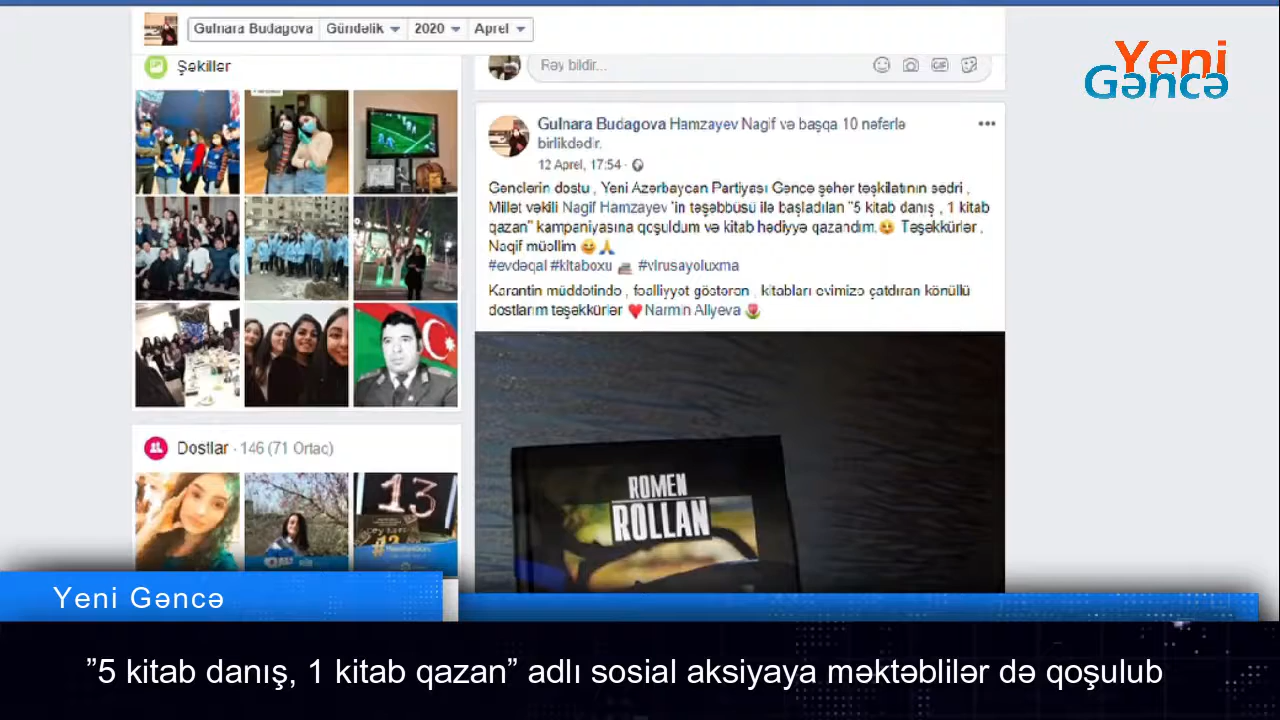 Gulnara Budagova Gündəlik 2020 Aprel
Yeni
Gəncə
Şəkillər
Rəy bildir...
GIF
Gulnara Budagova Hamzayev Nagif və başqa 10 nəfərlə
birlikdədir.
12 Aprel, 17:54 ·
Gənclərin dostu , Yeni Azərbaycan Partiyası Gəncə şəhər təşkilatının sədri ,
Millət vəkili Nagif Hamzayev 'in təşəbbüsü ilə başladılan "5 kitab danış , 1 kitab
qazan" kampaniyasına qoşuldum və kitab hədiyyə qazandım.😆 Təşəkkürlər ,
Naqif müəllim 😆🙏
#evdəqal #kitaboxu #virusayoluxma
Karantin müddətində , fəaliyyət göstərən , kitabları evimizə çatdıran könüllü
dostlarım təşəkkürlər ❤️Narmin Aliyeva 🌷
Dostlar · 146 (71 Ortaq)
13
ROMEN
ROLLAN
Yeni Gəncə
”5 kitab danış, 1 kitab qazan” adlı sosial aksiyaya məktəblilər də qoşulub